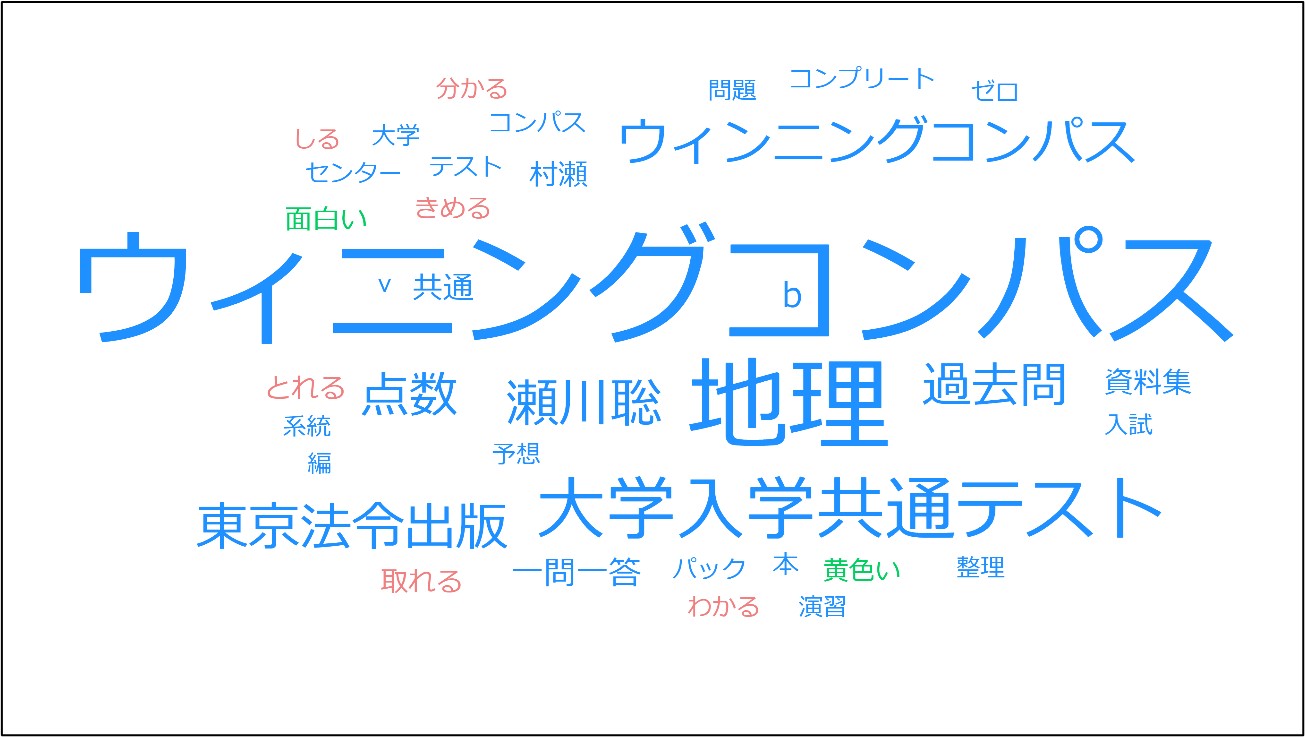 分かる
問題
コンプリート
ゼロ
しる
大学
コンパス
ウィンニングコンパス
センター
テスト
村瀬
面白い
きめる
ウィニングコンパス
v
共通
b
とれる
点数
瀬川聡
地理
過去問
資料集
系統
入試
編
予想
東京法令出版
大学入学共通テスト
取れる
一問一答
パック
本
黄色い
整理
わかる
演習